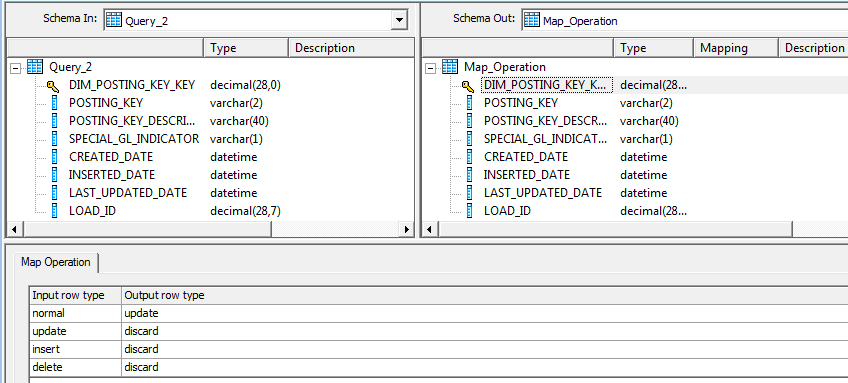 Schema In: Query_2 Schema Out: Map_Operation
Type Description Type Mapping Description
Query_2 Map_Operation
DIM_POSTING_KEY_KEY decimal(28,0) DIM_POSTING_KEY_K... decimal(28...
POSTING_KEY varchar(2) POSTING_KEY varchar(2)
POSTING_KEY_DESCRI... varchar(40) POSTING_KEY_DESCR... varchar(40)
SPECIAL_GL_INDICATOR varchar(1) SPECIAL_GL_INDICAT... varchar(1)
CREATED_DATE datetime CREATED_DATE datetime
INSERTED_DATE datetime INSERTED_DATE datetime
LAST_UPDATED_DATE datetime LAST_UPDATED_DATE datetime
LOAD_ID decimal(28,7) LOAD_ID decimal(28...
Map Operation
Input row type Output row type
normal update
update discard
insert discard
delete discard